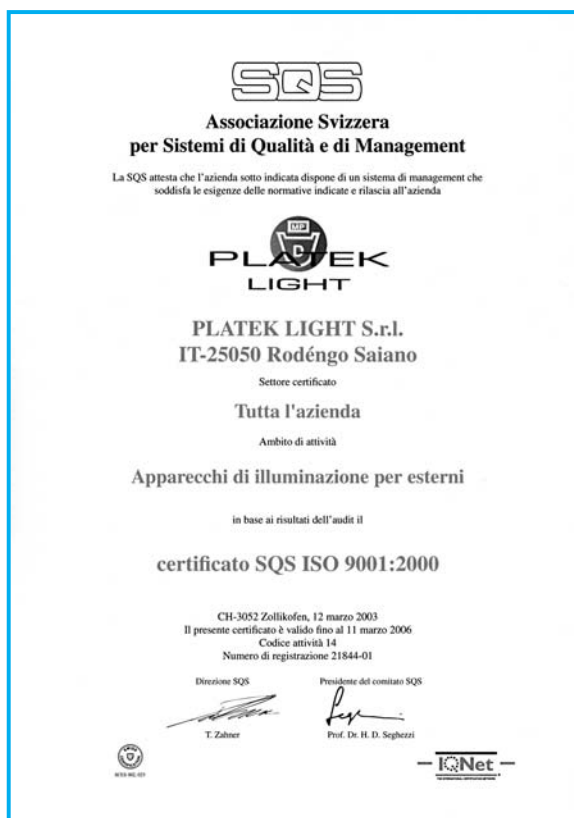 SQS
Associazione Svizzera
per Sistemi di Qualità e di Management
La SQS attesta che l'azienda sotto indicata dispone di un sistema di management che
soddisfa le esigenze delle normative indicate e rilascia all'azienda
MP
D
PLATEK
LIGHT
PLATEK LIGHT S.r.l.
IT-25050 Rodéngo Saiano
Settore certificato
Tutta l'azienda
Ambito di attività
Apparecchi di illuminazione per esterni
in base ai risultati dell'audit il
certificato SQS ISO 9001:2000
CH-3052 Zollikofen, 12 marzo 2003
Il presente certificato è valido fino al 11 marzo 2006
Codice attività 14
Numero di registrazione 21844-01
Direzione SQS
Presidente del comitato SQS
T. Zahner
Prof. Dr. H. D. Seghezzi
IQNet